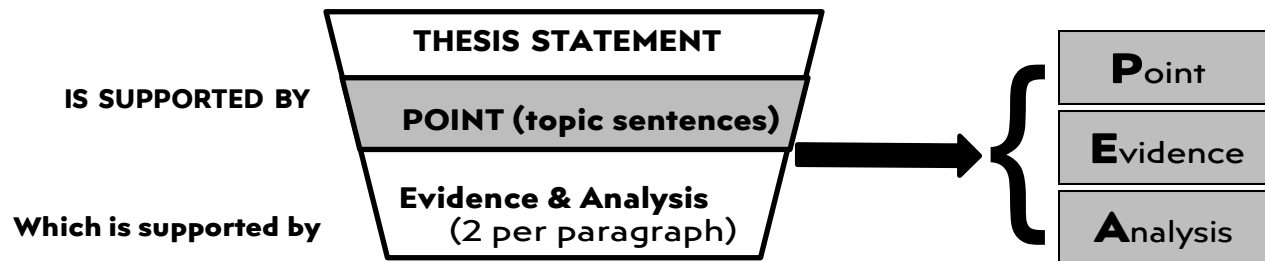 THESIS STATEMENT
IS SUPPORTED BY
POINT (topic sentences)
Which is supported by
Evidence & Analysis
(2 per paragraph)
Point
Evidence
Analysis